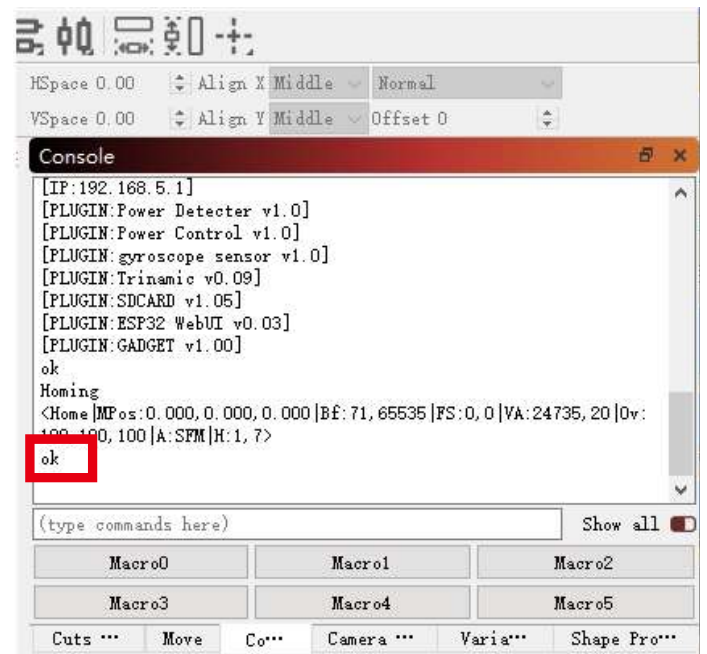 HSpace 0.00 Align X Middle Normal
VSpace 0.00 Align Y Middle Offset 0
Console
[IP:192.168.5.1]
[PLUGIN:Power Detecter v1.0]
[PLUGIN:Power Control v1.0]
[PLUGIN:gyroscope sensor v1.0]
[PLUGIN:Trinamic v0.09]
[PLUGIN:SDCARD v1.05]
[PLUGIN:ESP32 WebUI v0.03]
[PLUGIN:GADGET v1.00]
ok
Homing
<Home|MPos:0.000,0.000,0.000|Bf:71,65535|FS:0,0|VA:24735,20|Ov:
100,100,100|A:SFM|H:1,7>
ok
(type commands here) Show all
Macro0 Macro1 Macro2
Macro3 Macro4 Macro5
Cuts ··· Move Co··· Camera ··· Varia··· Shape Pro···